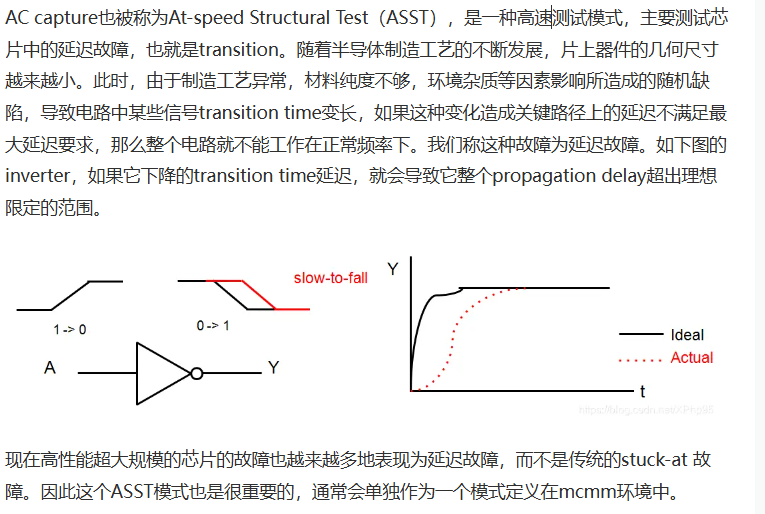 AC capture也被称为At-speed Structural Test（ASST），是一种高速测试模式，主要测试芯
片中的延迟故障，也就是transition。随着半导体制造工艺的不断发展，片上器件的几何尺寸
越来越小。此时，由于制造工艺异常，材料纯度不够，环境杂质等因素影响所造成的随机缺
陷，导致电路中某些信号transition time变长，如果这种变化造成关键路径上的延迟不满足最
大延迟要求，那么整个电路就不能工作在正常频率下。我们称这种故障为延迟故障。如下图的
inverter，如果它下降的transition time延迟，就会导致它整个propagation delay超出理想
限定的范围。
slow-to-fall
1 -> 0
0 -> 1
A
Y
Y
Ideal
Actual
t
现在高性能超大规模的芯片的故障也越来越多地表现为延迟故障，而不是传统的stuck-at 故
障。因此这个ASST模式也是很重要的，通常会单独作为一个模式定义在mcmm环境中。